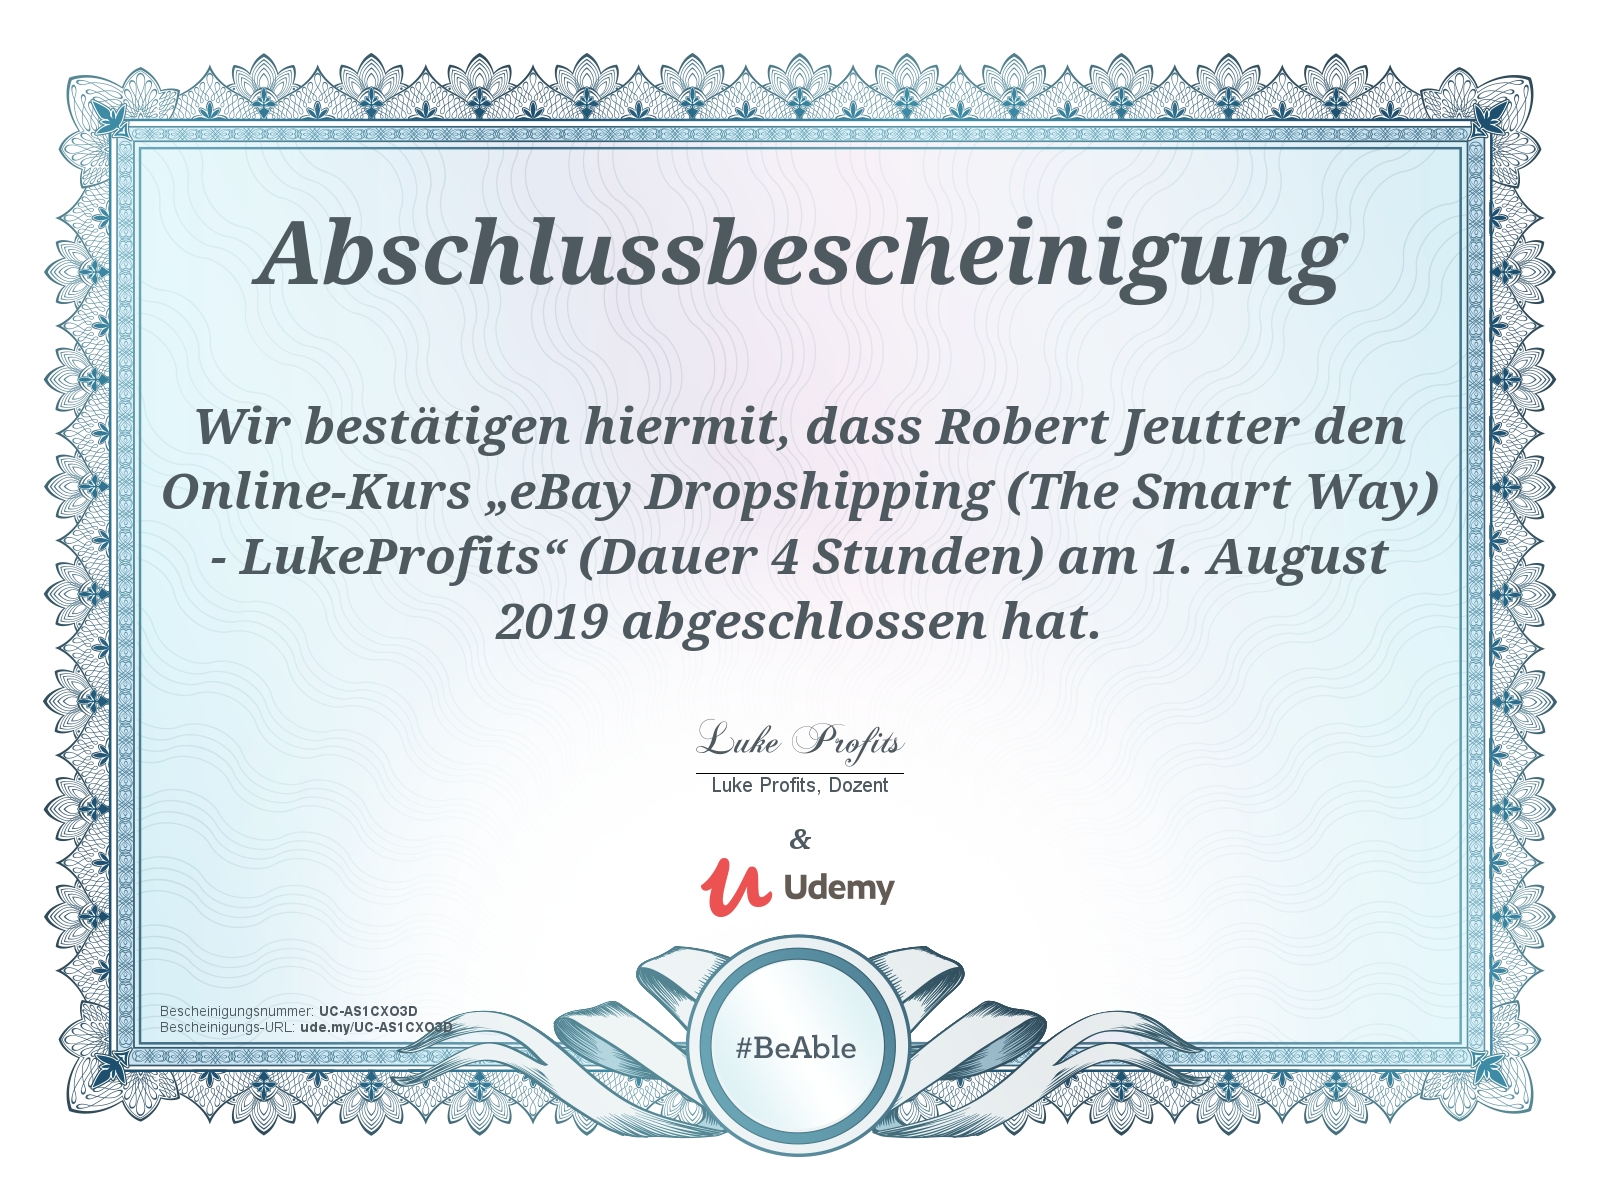 Abschlussbescheinigung
Wir bestätigen hiermit, dass Robert Jeutter den
Online-Kurs „eBay Dropshipping (The Smart Way)
- LukeProfits“ (Dauer 4 Stunden) am 1. August
2019 abgeschlossen hat.
Luke Profits
Luke Profits, Dozent
&
Udemy
Bescheinigungsnummer: UC-AS1CXO3D
Bescheinigungs-URL: ude.my/UC-AS1CXO3D
#BeAble